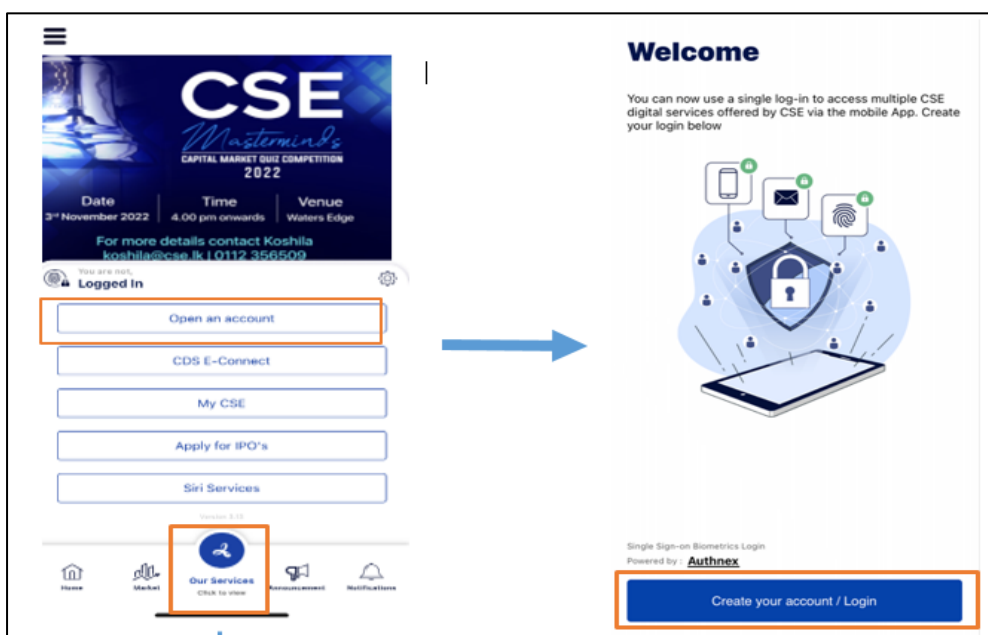 CSE
Masterminds
CAPITAL MARKET QUIZ COMPETITION
2022
Date
3rd November 2022
Time
4.00 pm onwards
Venue
Waters Edge
For more details contact Koshila
koshila@cse.lk | 0112 356509
You are not,
Logged In
Open an account
CDS E-Connect
My CSE
Apply for IPO's
Siri Services
Home
Market
Our Services
Click to view
Announcement
Notifications
Welcome
You can now use a single log-in to access multiple CSE
digital services offered by CSE via the mobile App. Create
your login below
Single Sign-on Biometrics Login
Powered by : Authnex
Create your account / Login